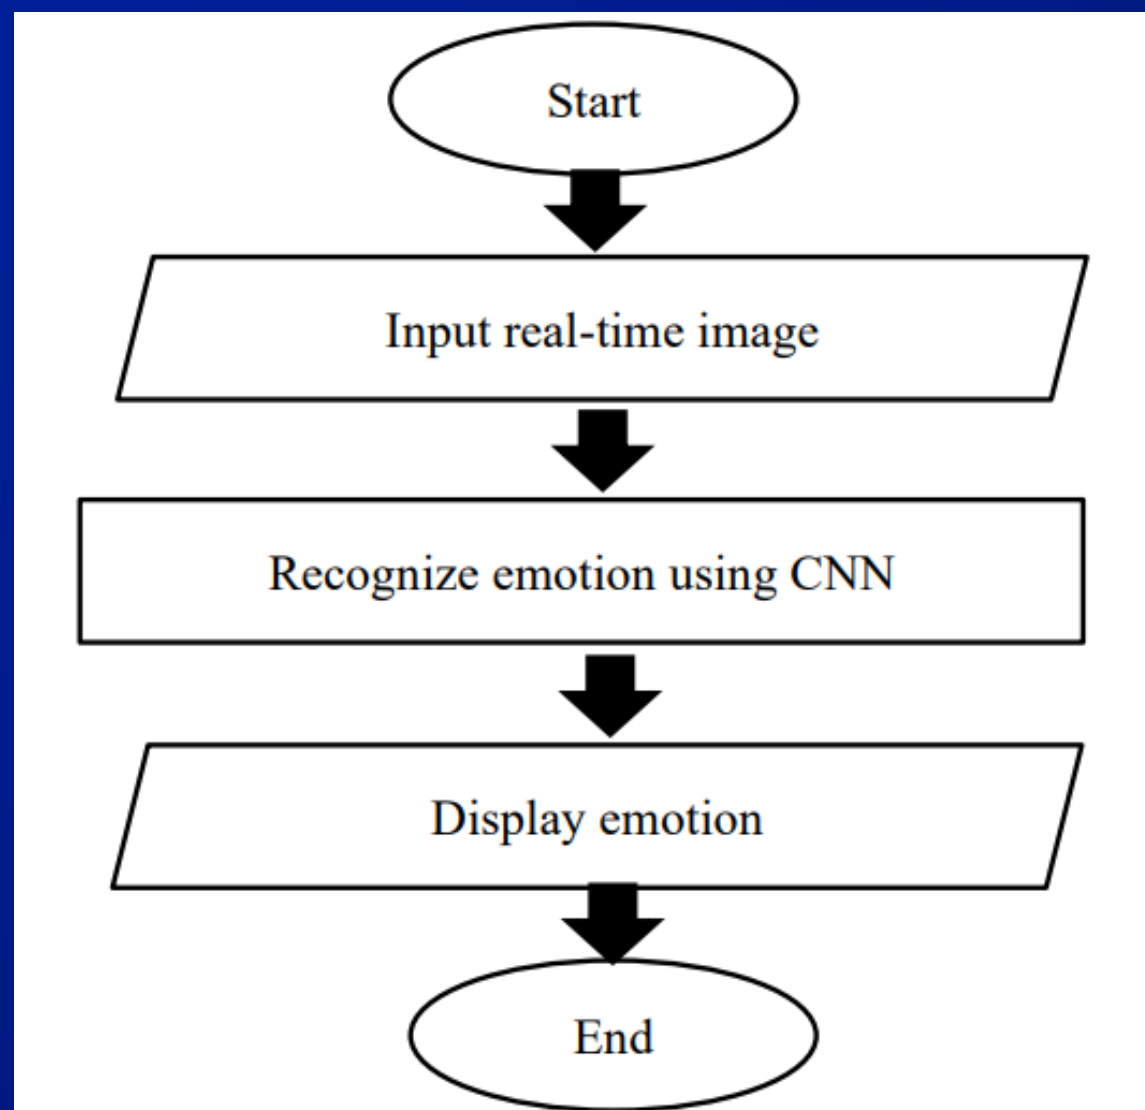 Start
Input real-time image
Recognize emotion using CNN
Display emotion
End